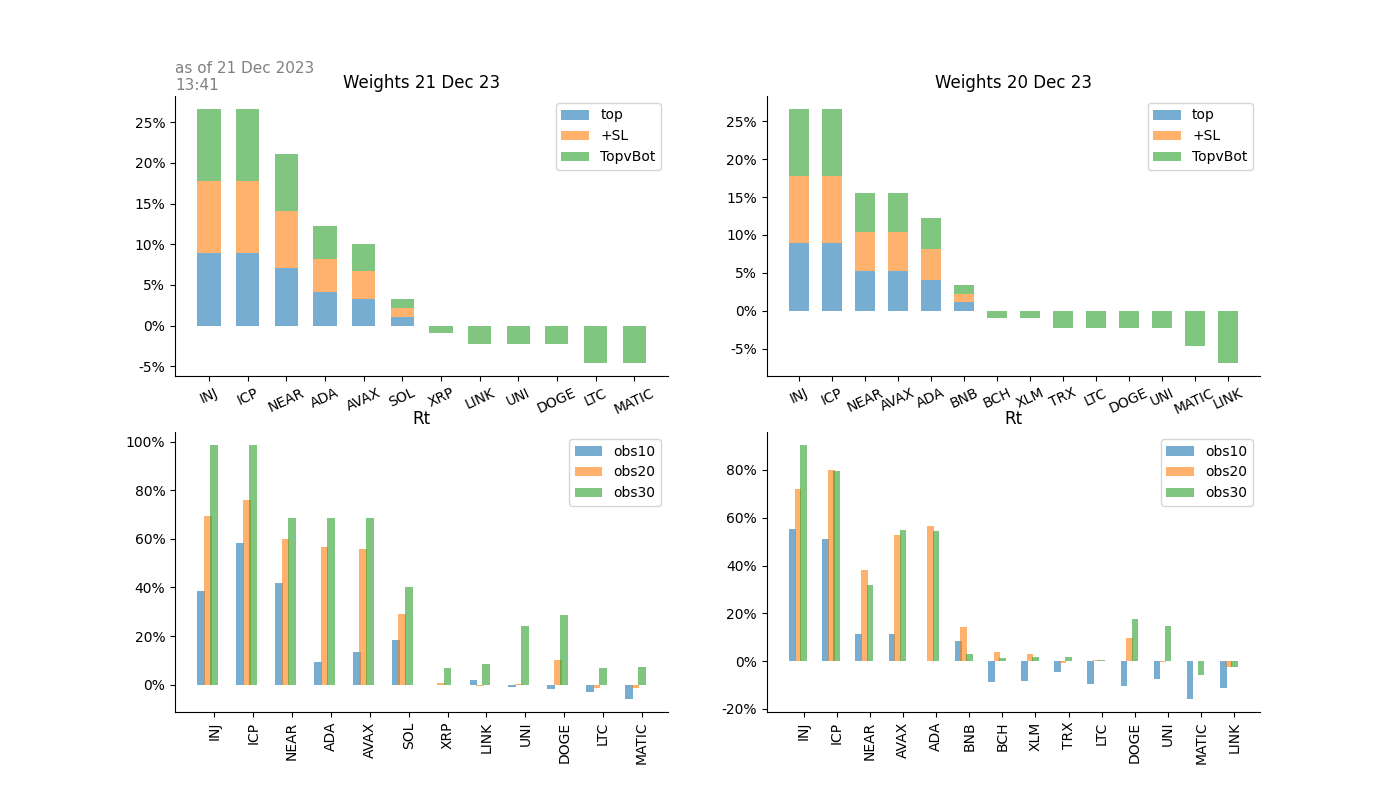 as of 21 Dec 2023
13:41
Weights 21 Dec 23
25%
20%
15%
10%
5%
0%
-5%
top
+SL
TopvBot
INJ
ICP
NEAR
ADA
AVAX
SOL
XRP
LINK
UNI
DOGE
LTC
MATIC
Weights 20 Dec 23
25%
20%
15%
10%
5%
0%
-5%
top
+SL
TopvBot
INJ
ICP
NEAR
AVAX
ADA
BNB
BCH
XLM
TRX
LTC
DOGE
UNI
MATIC
LINK
Rt
100%
80%
60%
40%
20%
0%
obs10
obs20
obs30
INJ
ICP
NEAR
ADA
AVAX
SOL
XRP
LINK
UNI
DOGE
LTC
MATIC
Rt
80%
60%
40%
20%
0%
-20%
obs10
obs20
obs30
INJ
ICP
NEAR
AVAX
ADA
BNB
BCH
XLM
TRX
LTC
DOGE
UNI
MATIC
LINK